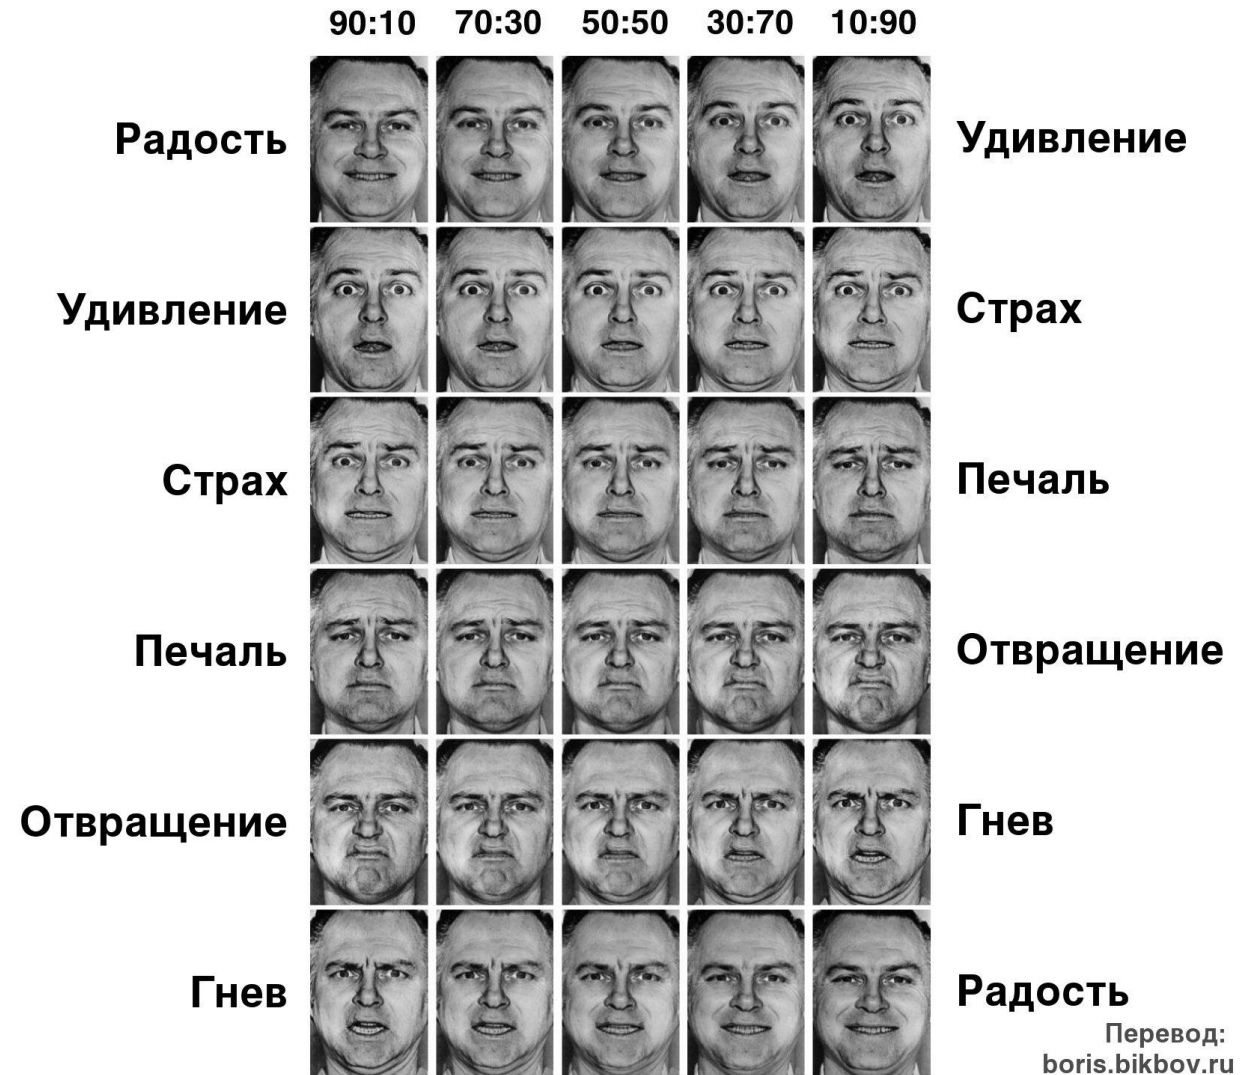 90:10 70:30 50:50 30:70 10:90
Радость Удивление
Удивление Страх
Страх Печаль
Печаль Отвращение
Отвращение Гнев
Гнев Радость
Перевод:
boris.bikbov.ru